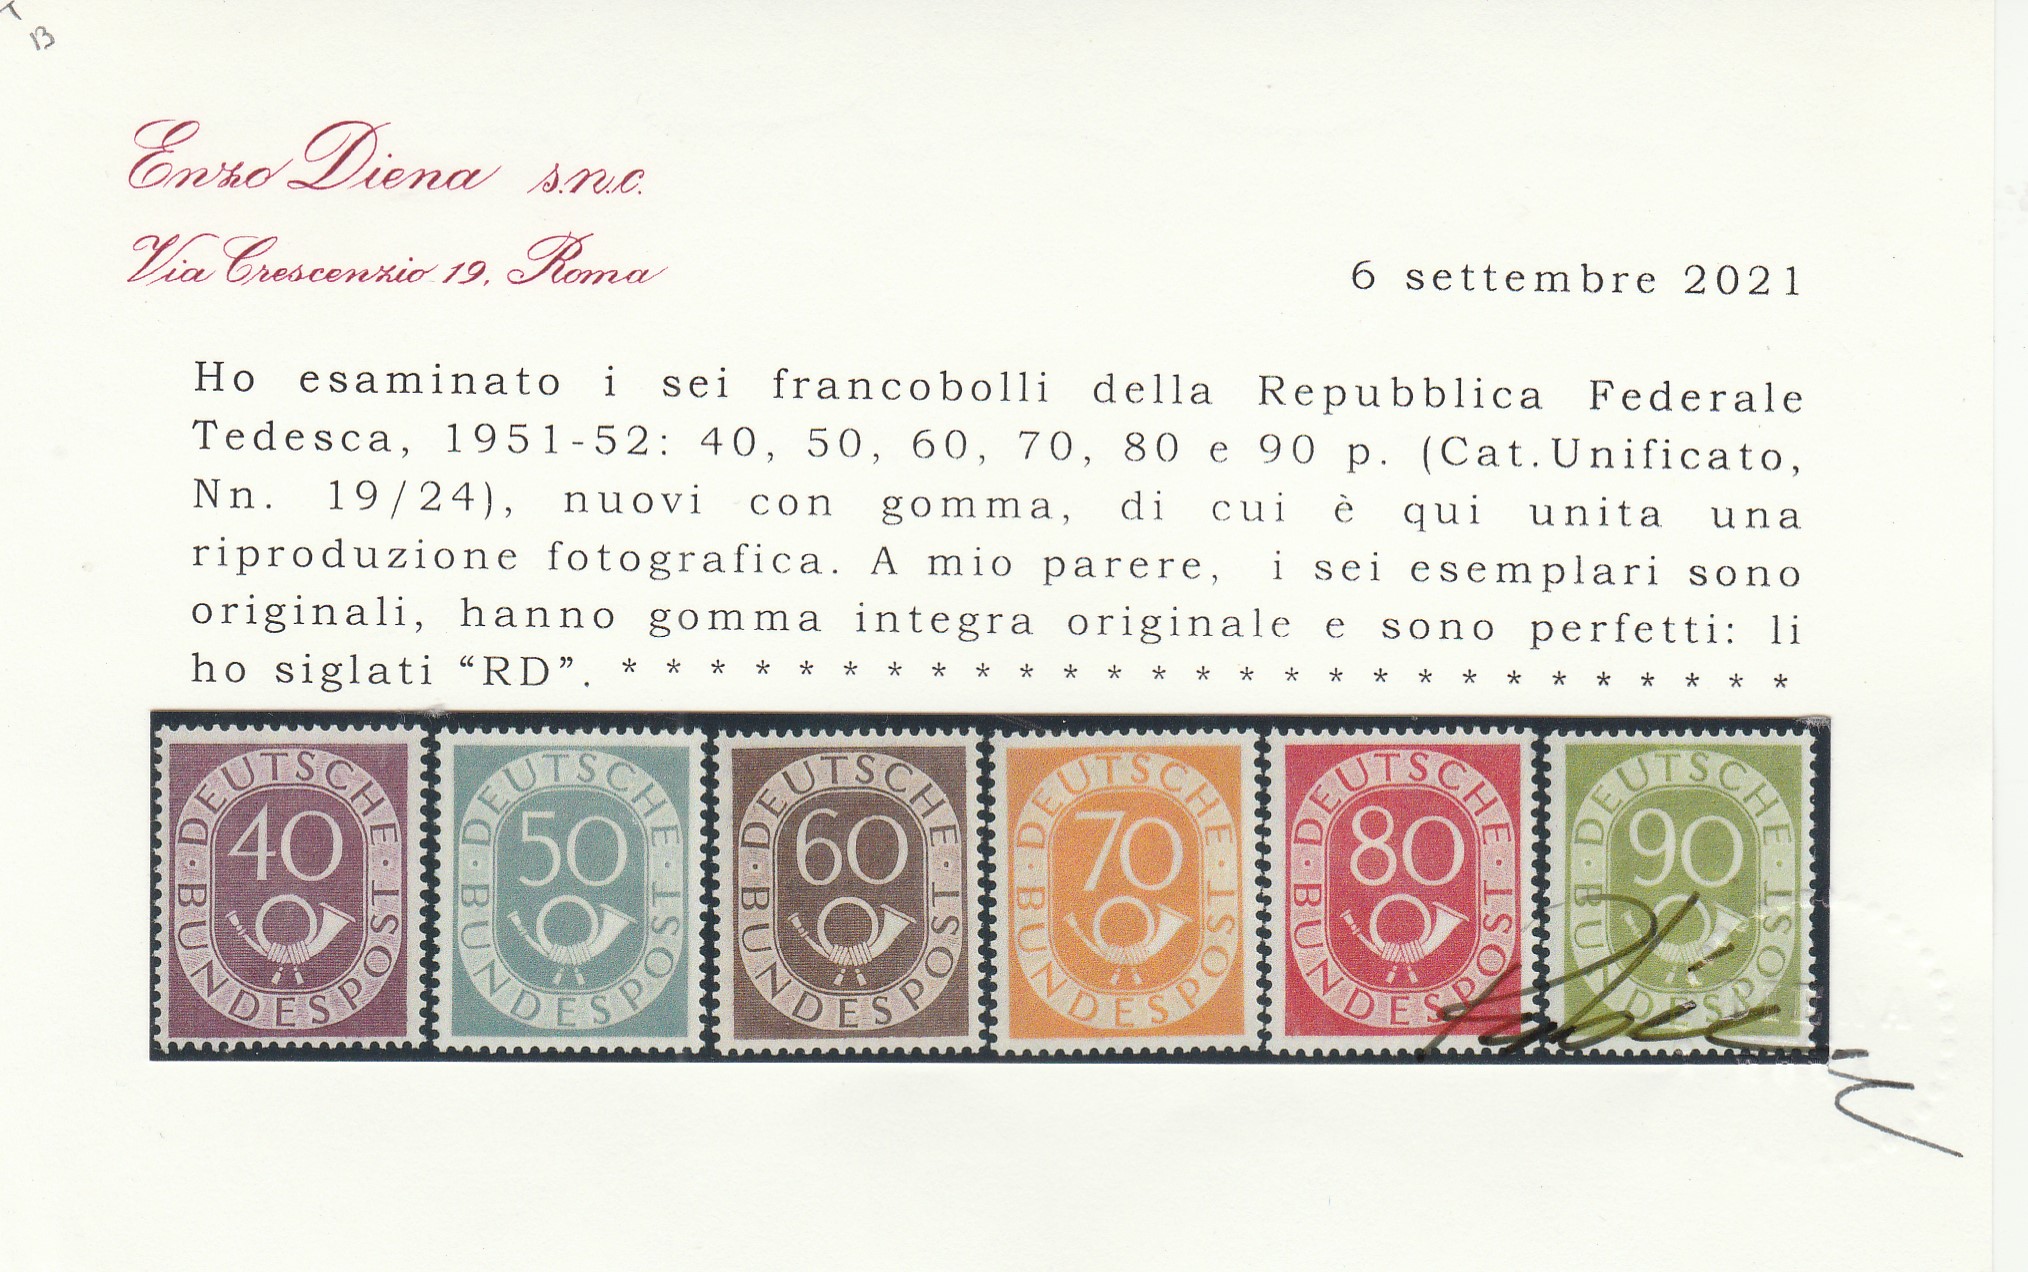 B
Enzo Diena s.n.c.
Via Crescenzio 19, Roma
6 settembre 2021
Ho esaminato i sei francobolli della Repubblica Federale
Tedesca, 1951-52: 40, 50, 60, 70, 80 e 90 p. (Cat.Unificato,
Nn. 19/24), nuovi con gomma, di cui è qui unita una
riproduzione fotografica. A mio parere, i sei esemplari sono
originali, hanno gomma integra originale e sono perfetti: li
ho siglati “RD”. * * * * * * * * * * * * * * * * * * * * * * * * * * *
DEUTSCHE · BUNDESPOST · 40
DEUTSCHE · BUNDESPOST · 50
DEUTSCHE · BUNDESPOST · 60
DEUTSCHE · BUNDESPOST · 70
DEUTSCHE · BUNDESPOST · 80
DEUTSCHE · BUNDESPOST · 90